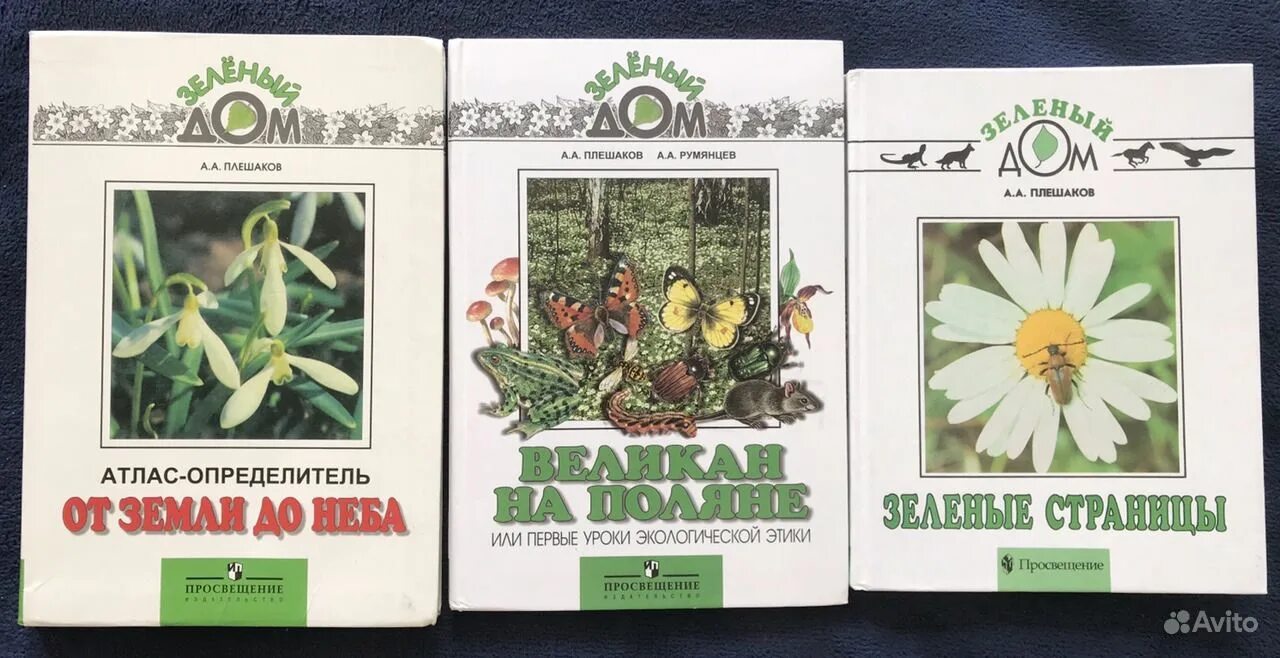 ЗЕЛЁНЫЙ
ДОМ
А.А. ПЛЕШАКОВ
АТЛАС-ОПРЕДЕЛИТЕЛЬ
ОТ ЗЕМЛИ ДО НЕБА
ПРОСВЕЩЕНИЕ
ИЗДАТЕЛЬСТВО
ЗЕЛЁНЫЙ
ДОМ
А.А. ПЛЕШАКОВ А.А. РУМЯНЦЕВ
ВЕЛИКАН
НА ПОЛЯНЕ
ИЛИ ПЕРВЫЕ УРОКИ ЭКОЛОГИЧЕСКОЙ ЭТИКИ
ПРОСВЕЩЕНИЕ
ИЗДАТЕЛЬСТВО
ЗЕЛЕНЫЙ
ДОМ
А.А. ПЛЕШАКОВ
ЗЕЛЕНЫЕ СТРАНИЦЫ
Просвещение
Avito